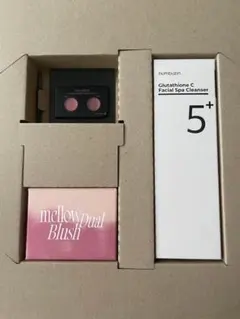 numbuzin
Glutathione C
Facial Spa Cleanser
5+
mellow Dual
Blush